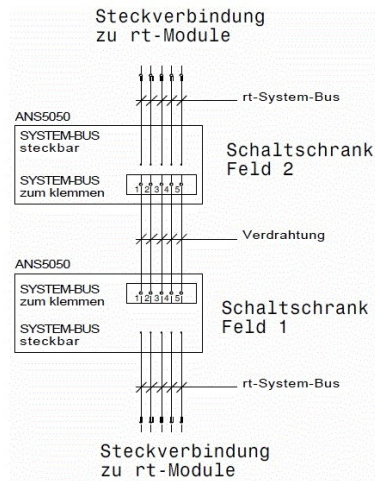 Steckverbindung
zu rt-Module
rt-System-Bus
ANS5050
SYSTEM-BUS
steckbar
Schaltschrank
Feld 2
SYSTEM-BUS
zum klemmen
1 2 3 4 5
Verdrahtung
ANS5050
SYSTEM-BUS
zum klemmen
1 2 3 4 5
Schaltschrank
Feld 1
SYSTEM-BUS
steckbar
rt-System-Bus
Steckverbindung
zu rt-Module